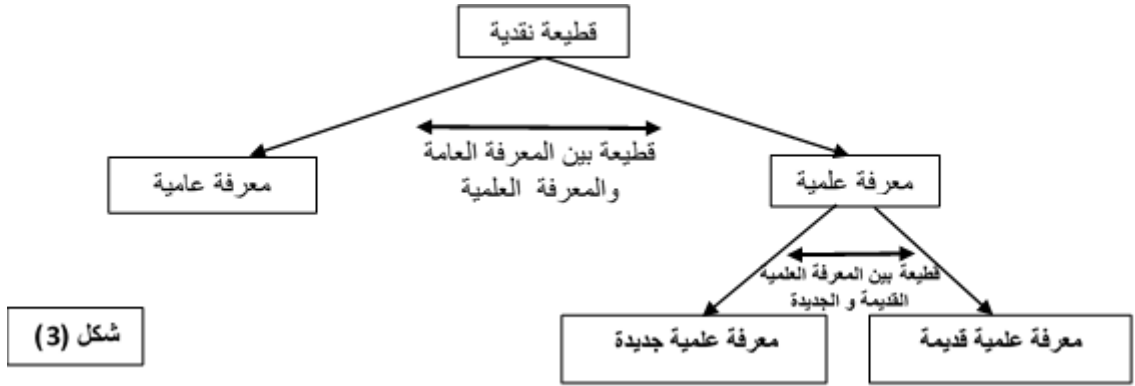 قطيعة نقدية
قطيعة بين المعرفة العامة
والمعرفة العلمية
معرفة علمية
معرفة عامية
قطيعة بين المعرفة العلمية
القديمة و الجديدة
معرفة علمية قديمة
معرفة علمية جديدة
شكل (3)